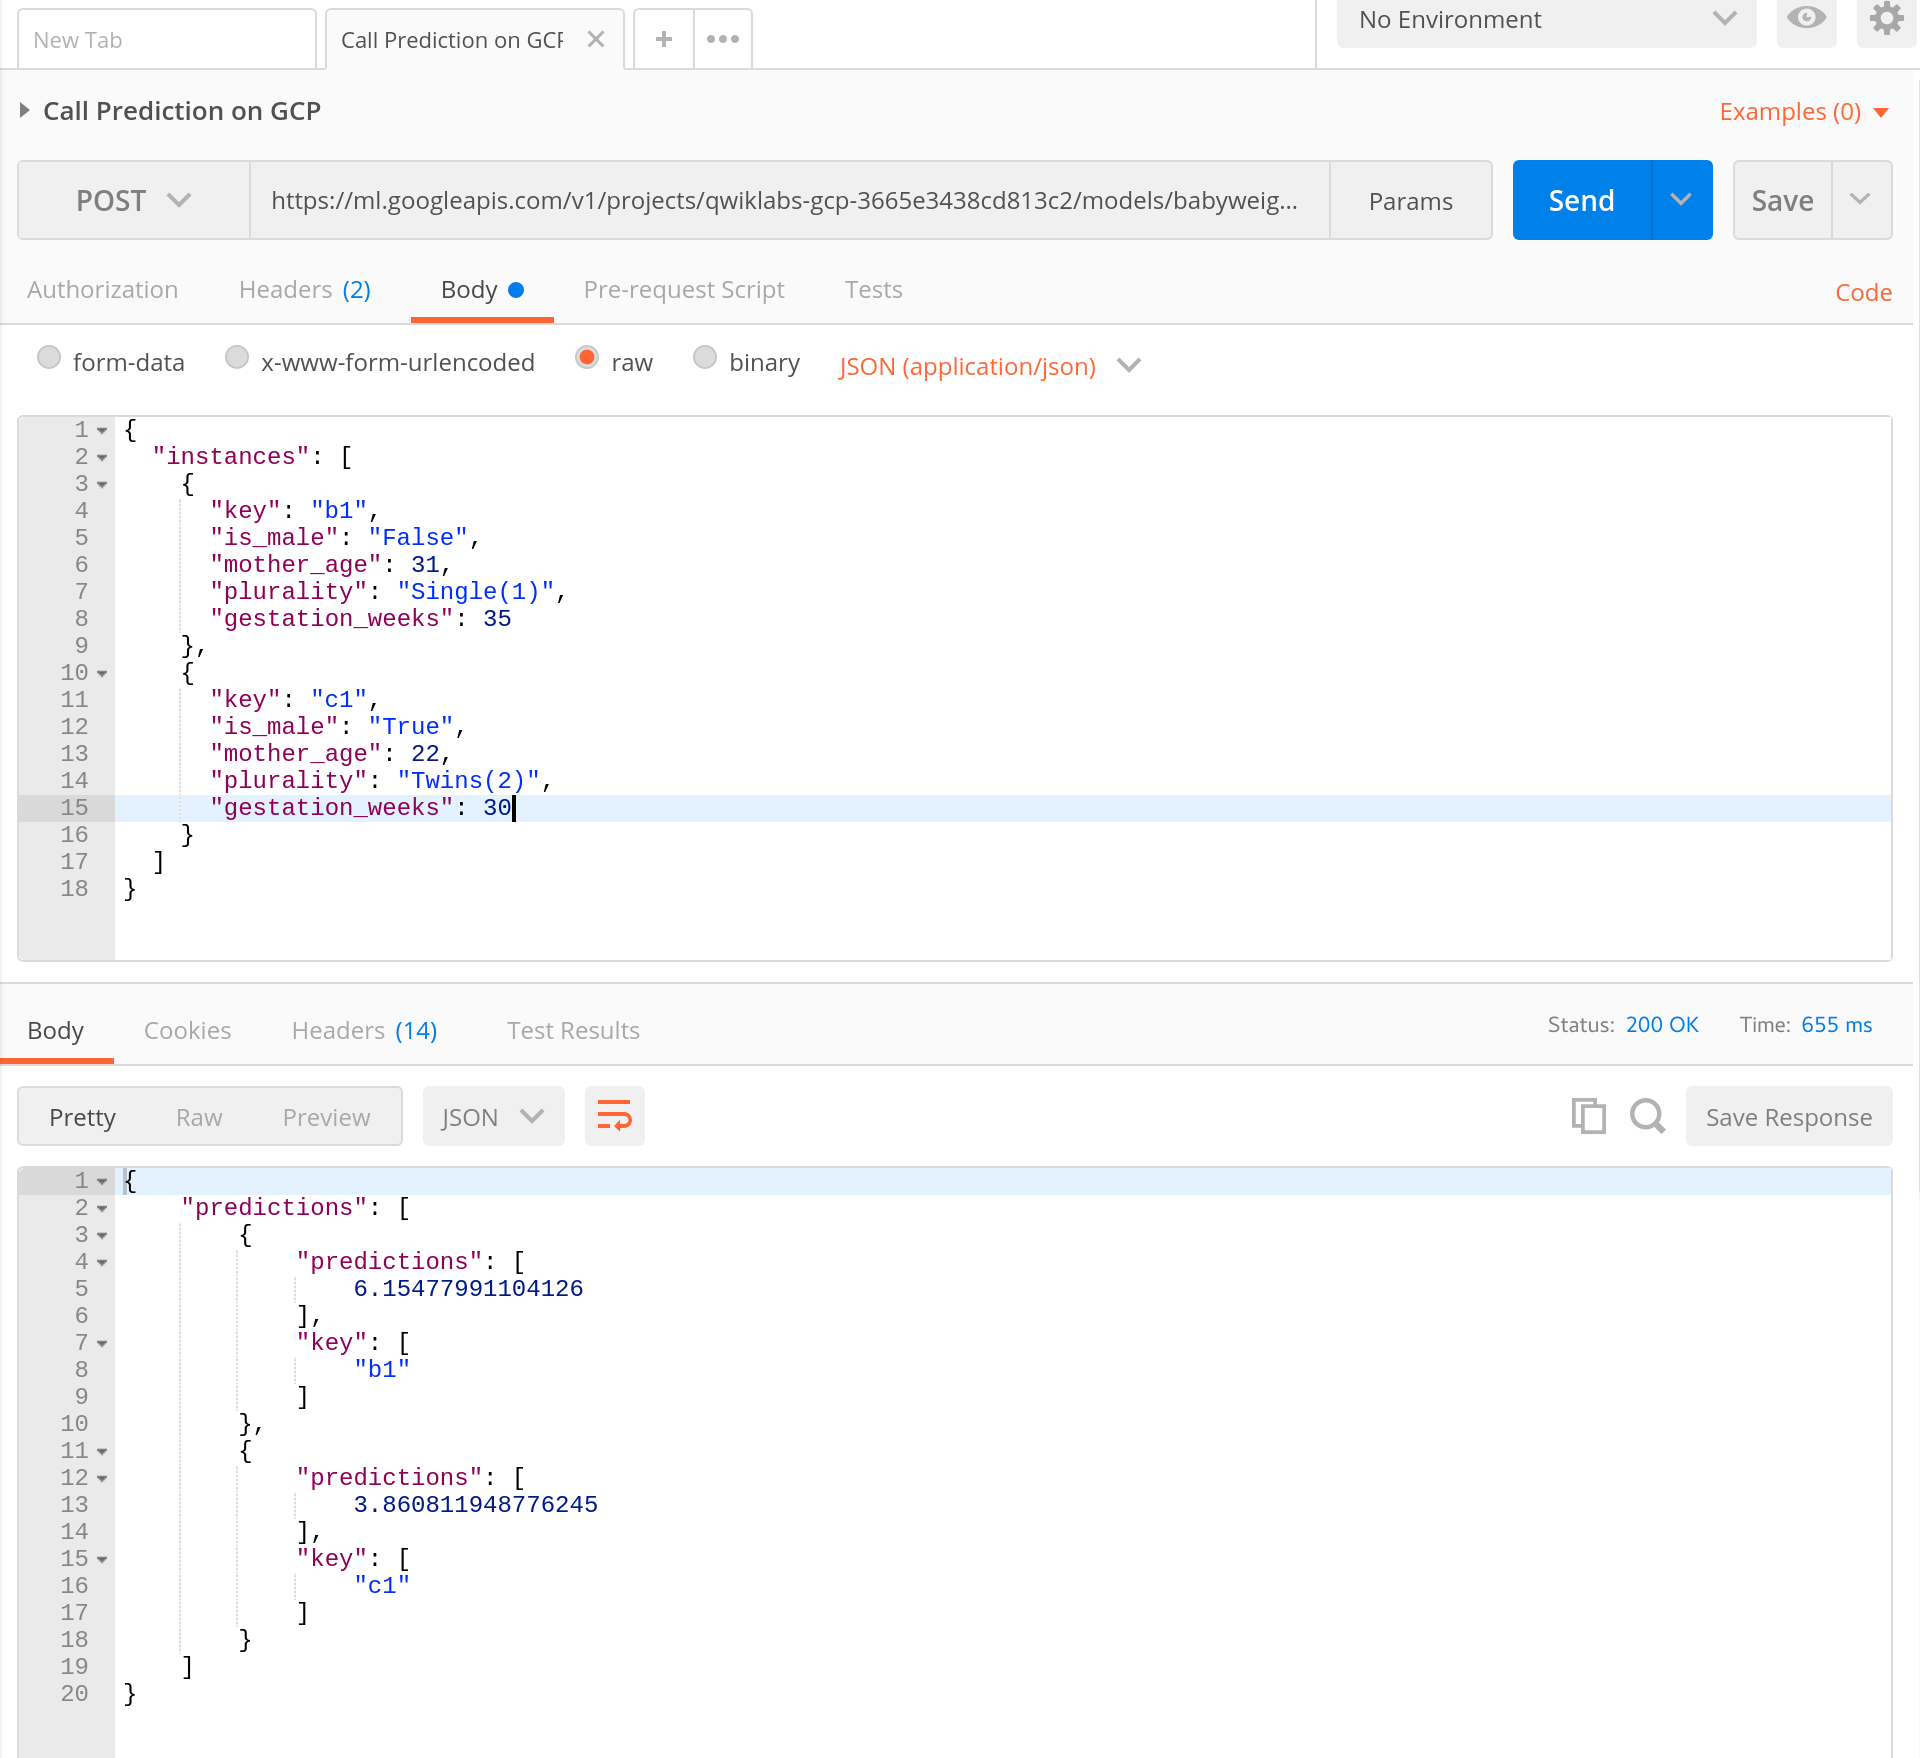 New Tab
Call Prediction on GCP
No Environment
Call Prediction on GCP
Examples (0)
POST
https://ml.googleapis.com/v1/projects/qwiklabs-gcp-3665e3438cd813c2/models/babyweig...
Params
Send
Save
Authorization
Headers (2)
Body
Pre-request Script
Tests
Code
form-data
x-www-form-urlencoded
raw
binary
JSON (application/json)
1 {
2 "instances": [
3 {
4 "key": "b1",
5 "is_male": "False",
6 "mother_age": 31,
7 "plurality": "Single(1)",
8 "gestation_weeks": 35
9 },
10 {
11 "key": "c1",
12 "is_male": "True",
13 "mother_age": 22,
14 "plurality": "Twins(2)",
15 "gestation_weeks": 30
16 }
17 ]
18 }
Body
Cookies
Headers (14)
Test Results
Status: 200 OK
Time: 655 ms
Pretty
Raw
Preview
JSON
Save Response
1 {
2 "predictions": [
3 {
4 "predictions": [
5 6.15477991104126
6 ],
7 "key": [
8 "b1"
9 ]
10 },
11 {
12 "predictions": [
13 3.860811948776245
14 ],
15 "key": [
16 "c1"
17 ]
18 }
19 ]
20 }